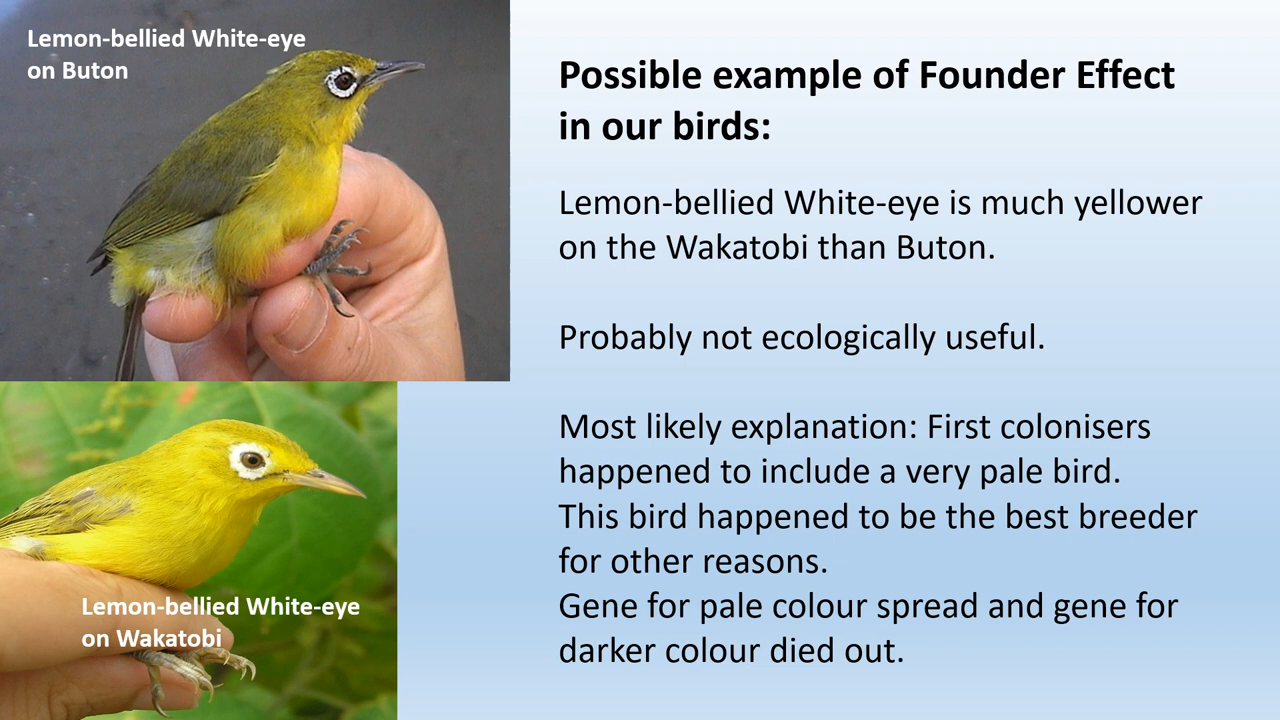 Lemon-bellied White-eye
on Buton
Possible example of Founder Effect
in our birds:
Lemon-bellied White-eye is much yellower
on the Wakatobi than Buton.
Probably not ecologically useful.
Most likely explanation: First colonisers
happened to include a very pale bird.
This bird happened to be the best breeder
for other reasons.
Gene for pale colour spread and gene for
darker colour died out.
Lemon-bellied White-eye
on Wakatobi